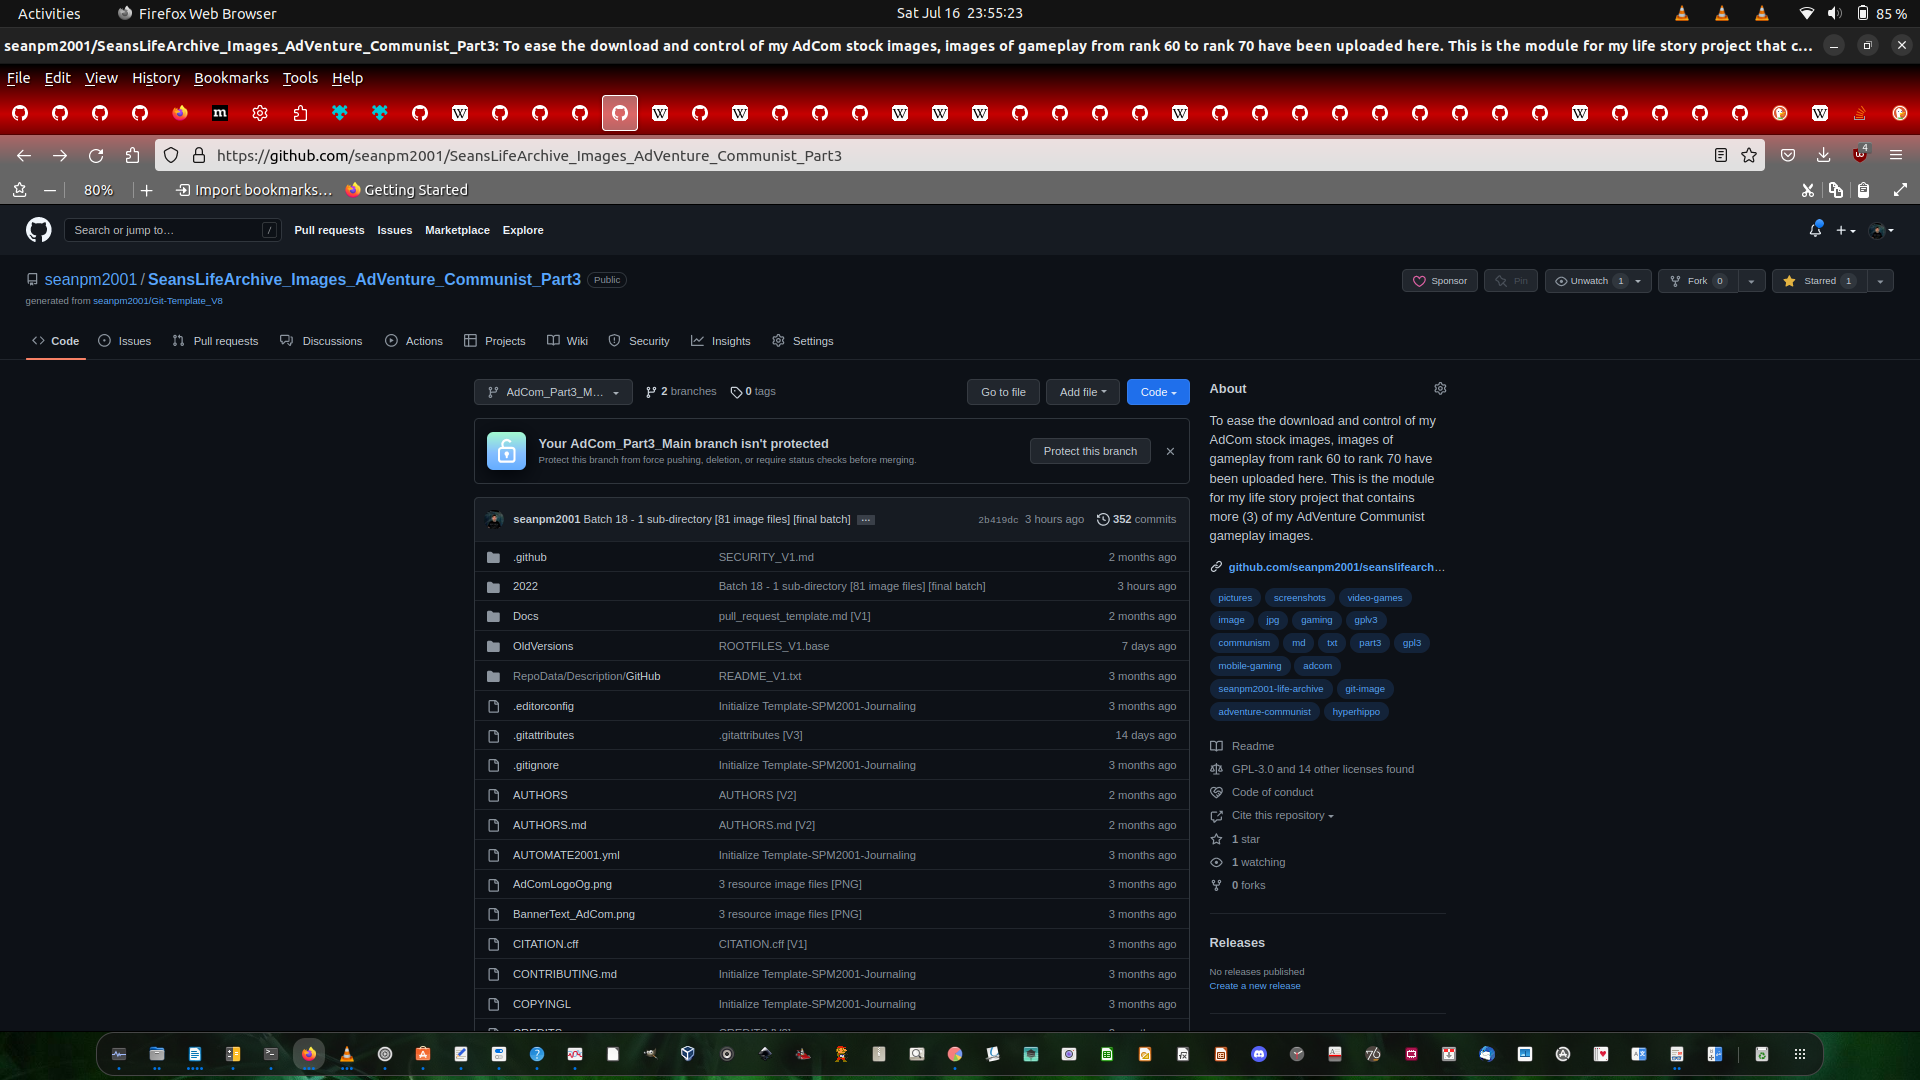 Activities Firefox Web Browser Sat Jul 16 23:55:23 85 %
seanpm2001/SeansLifeArchive_Images_AdVenture_Communist_Part3: To ease the download and control of my AdCom stock images, images of gameplay from rank 60 to rank 70 have been uploaded here. This is the module for my life story project that c...
File Edit View History Bookmarks Tools Help
https://github.com/seanpm2001/SeansLifeArchive_Images_AdVenture_Communist_Part3 4
80% Import bookmarks... Getting Started
Search or jump to... / Pull requests Issues Marketplace Explore
seanpm2001 / SeansLifeArchive_Images_AdVenture_Communist_Part3 Public Sponsor Pin Unwatch 1 Fork 0 Starred 1
generated from seanpm2001/Git-Template_V8
Code Issues Pull requests Discussions Actions Projects Wiki Security Insights Settings
AdCom_Part3_M... 2 branches 0 tags Go to file Add file Code
Your AdCom_Part3_Main branch isn't protected
Protect this branch from force pushing, deletion, or require status checks before merging.
Protect this branch
seanpm2001 Batch 18 - 1 sub-directory [81 image files] [final batch] ... 2b419dc 3 hours ago 352 commits
.github SECURITY_V1.md 2 months ago
2022 Batch 18 - 1 sub-directory [81 image files] [final batch] 3 hours ago
Docs pull_request_template.md [V1] 2 months ago
OldVersions ROOTFILES_V1.base 7 days ago
RepoData/Description/GitHub README_V1.txt 3 months ago
.editorconfig Initialize Template-SPM2001-Journaling 3 months ago
.gitattributes .gitattributes [V3] 14 days ago
.gitignore Initialize Template-SPM2001-Journaling 3 months ago
AUTHORS AUTHORS [V2] 2 months ago
AUTHORS.md AUTHORS.md [V2] 2 months ago
AUTOMATE2001.yml Initialize Template-SPM2001-Journaling 3 months ago
AdComLogoOg.png 3 resource image files [PNG] 3 months ago
BannerText_AdCom.png 3 resource image files [PNG] 3 months ago
CITATION.cff CITATION.cff [V1] 3 months ago
CONTRIBUTING.md Initialize Template-SPM2001-Journaling 3 months ago
COPYINGL Initialize Template-SPM2001-Journaling 3 months ago
About
To ease the download and control of my
AdCom stock images, images of
gameplay from rank 60 to rank 70 have
been uploaded here. This is the module
for my life story project that contains
more (3) of my AdVenture Communist
gameplay images.
github.com/seanpm2001/seanslifearch...
pictures screenshots video-games
image jpg gaming gplv3
communism md txt part3 gpl3
mobile-gaming adcom
seanpm2001-life-archive git-image
adventure-communist hyperhippo
Readme
GPL-3.0 and 14 other licenses found
Code of conduct
Cite this repository
1 star
1 watching
0 forks
Releases
No releases published
Create a new release